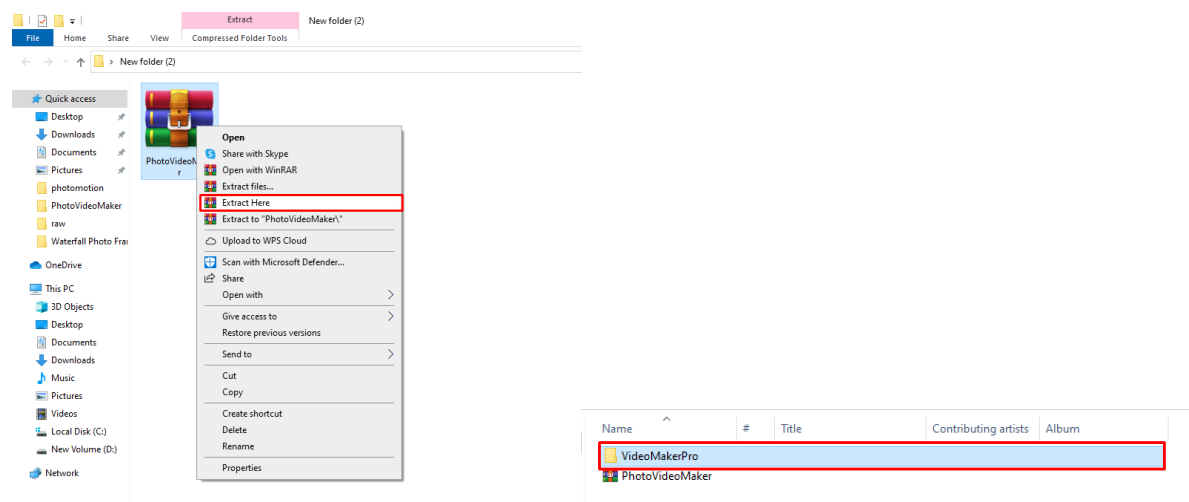 Extract
New folder (2)
File
Home
Share
View
Compressed Folder Tools
New folder (2)
Quick access
Desktop
Downloads
Documents
Pictures
photomotion
PhotoVideoMaker
raw
Waterfall Photo Fra
OneDrive
This PC
3D Objects
Desktop
Documents
Downloads
Music
Pictures
Videos
Local Disk (C:)
New Volume (D:)
Network
PhotoVideoM
r
Open
Share with Skype
Open with WinRAR
Extract files...
Extract Here
Extract to "PhotoVideoMaker\"
Upload to WPS Cloud
Scan with Microsoft Defender...
Share
Open with
Give access to
Restore previous versions
Send to
Cut
Copy
Create shortcut
Delete
Rename
Properties
Name # Title Contributing artists Album
VideoMakerPro
PhotoVideoMaker